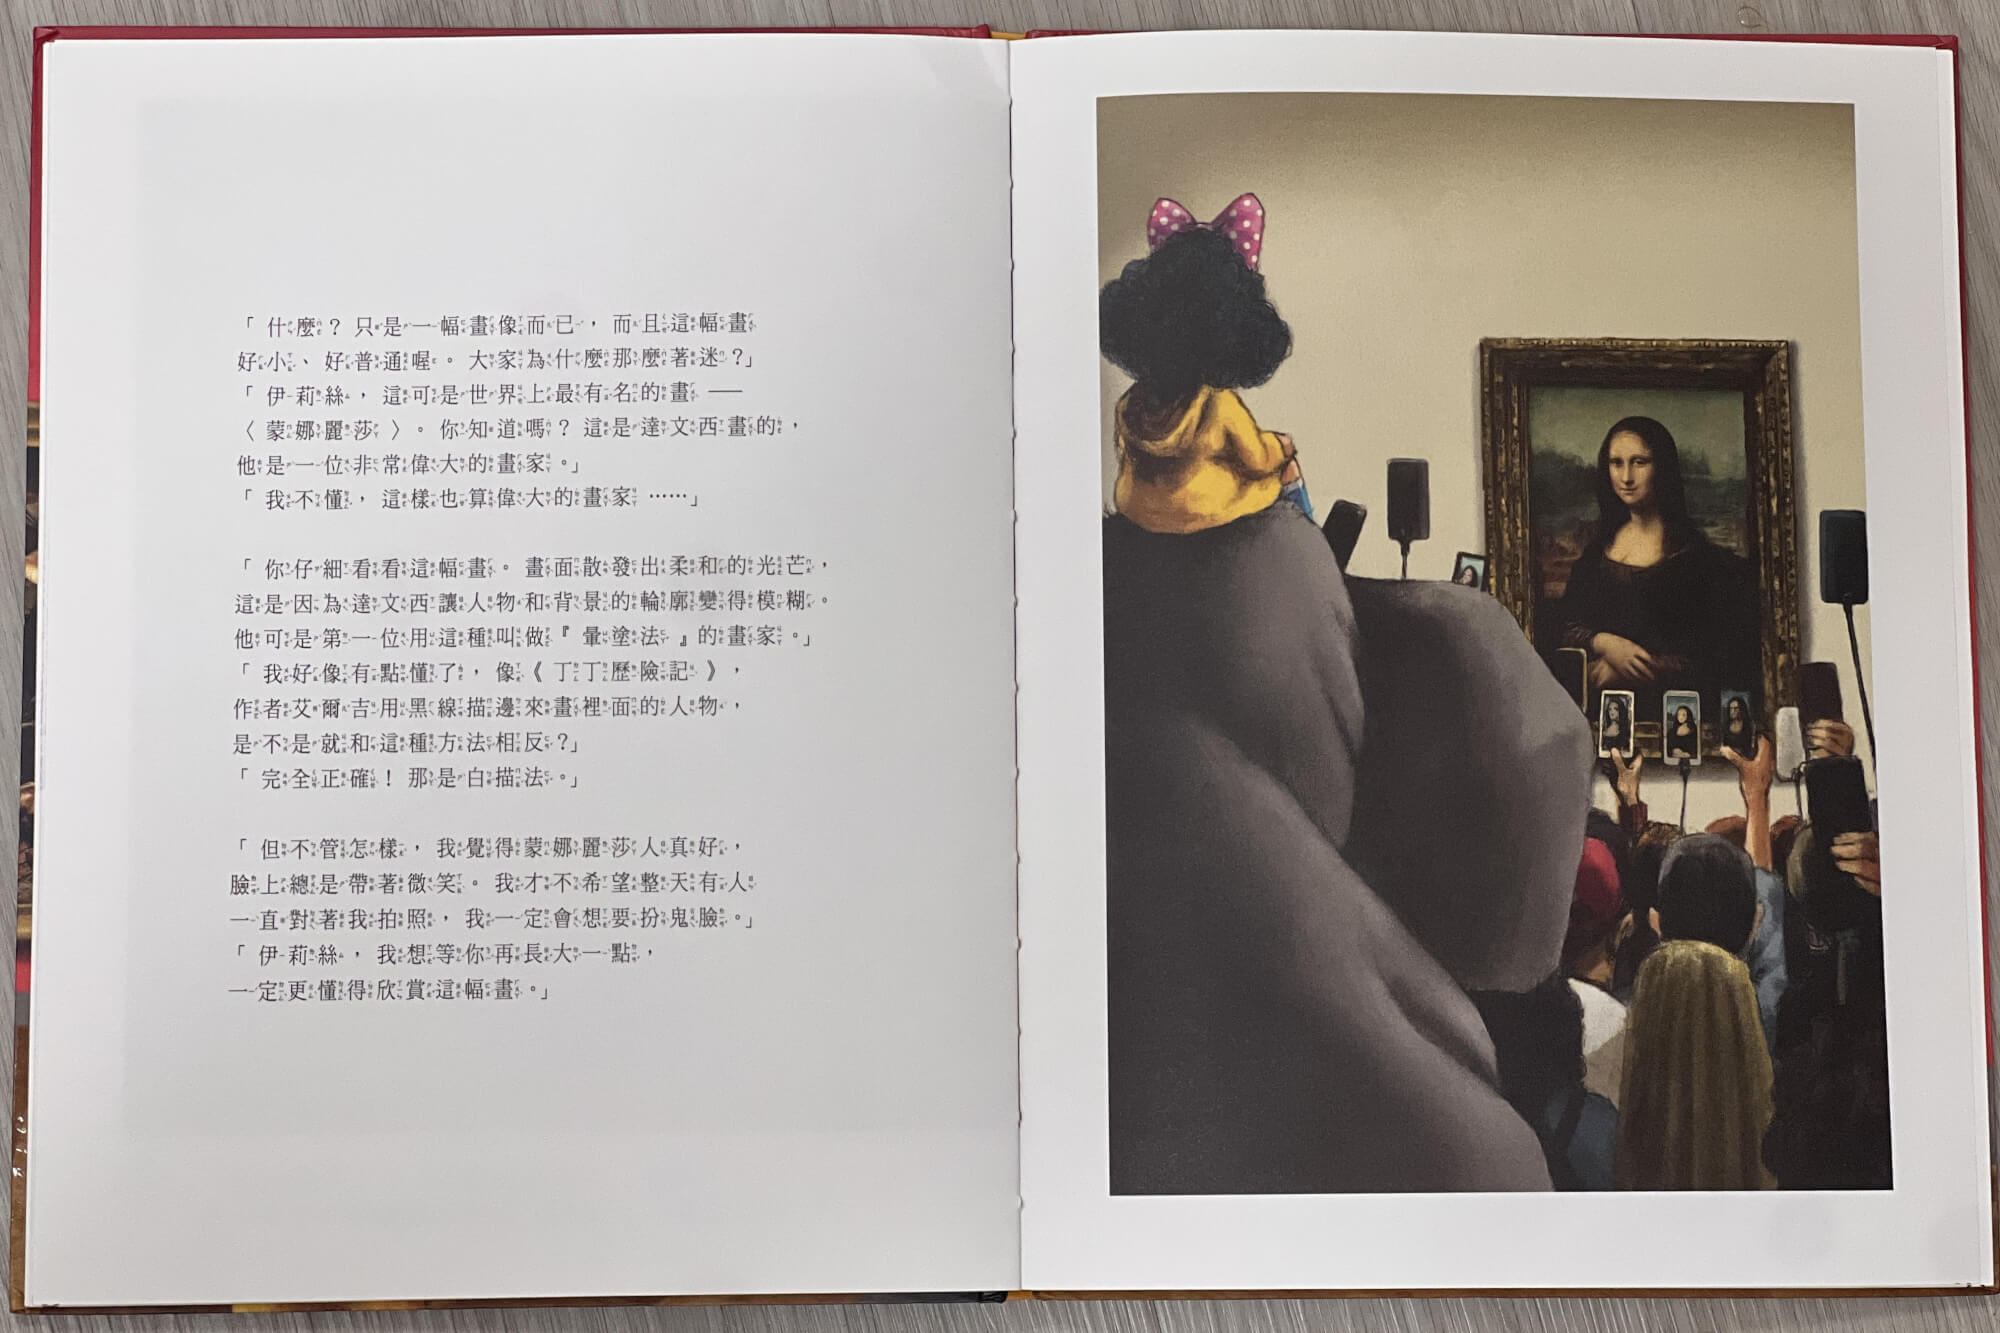 「什麼？只是一幅畫像而已，而且這幅畫
好小、好普通喔。大家為什麼那麼著迷？」
「伊莉絲，這可是世界上最有名的畫──
〈蒙娜麗莎〉。你知道嗎？這是達文西畫的，
他是一位非常偉大的畫家。」
「我不懂，這樣也算偉大的畫家……」
「你仔細看看這幅畫。畫面散發出柔和的光芒，
這是因為達文西讓人物和背景的輪廓變得模糊。
他可是第一位用這種叫做『暈塗法』的畫家。」
「我好像有點懂了，像《丁丁歷險記》，
作者艾爾吉用黑線描邊來畫裡面的人物，
是不是就和這種方法相反？」
「完全正確！那是白描法。」
「但不管怎樣，我覺得蒙娜麗莎人真好，
臉上總是帶著微笑。我才不希望整天有人
一直對著我拍照，我一定會想要扮鬼臉。」
「伊莉絲，我想等你再長大一點，
一定更懂得欣賞這幅畫。」